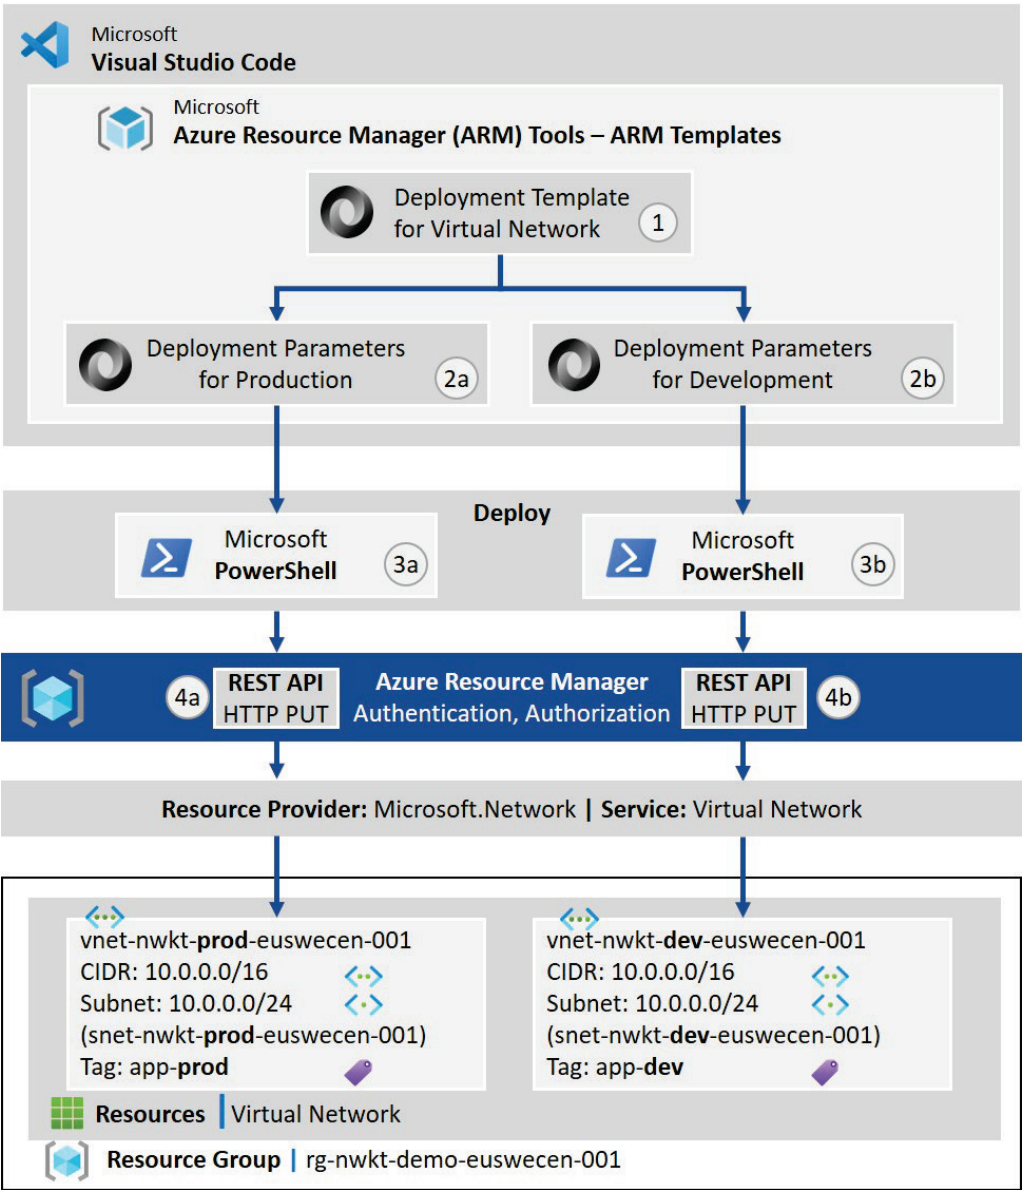 Microsoft
Visual Studio Code
Microsoft
Azure Resource Manager (ARM) Tools – ARM Templates
Deployment Template
for Virtual Network
1
Deployment Parameters
for Production
2a
Deployment Parameters
for Development
2b
Deploy
Microsoft
PowerShell
3a
Microsoft
PowerShell
3b
4a
REST API
HTTP PUT
Azure Resource Manager
Authentication, Authorization
REST API
HTTP PUT
4b
Resource Provider: Microsoft.Network | Service: Virtual Network
vnet-nwkt-prod-euswecen-001
CIDR: 10.0.0.0/16
Subnet: 10.0.0.0/24
(snet-nwkt-prod-euswecen-001)
Tag: app-prod
vnet-nwkt-dev-euswecen-001
CIDR: 10.0.0.0/16
Subnet: 10.0.0.0/24
(snet-nwkt-dev-euswecen-001)
Tag: app-dev
Resources | Virtual Network
Resource Group | rg-nwkt-demo-euswecen-001